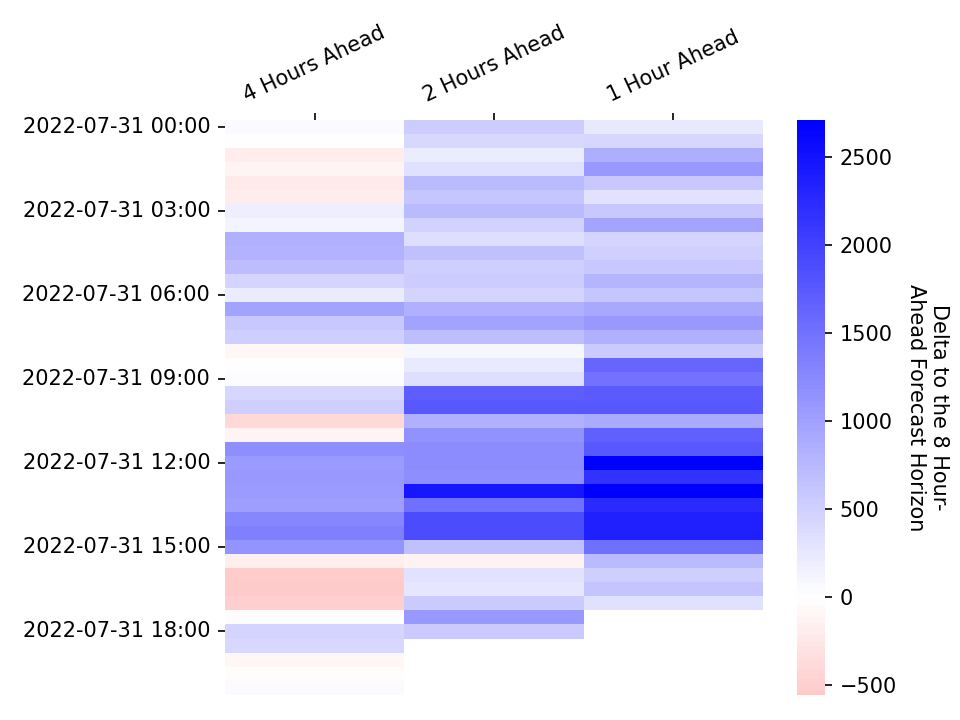 4 Hours Ahead
2 Hours Ahead
1 Hour Ahead
2022-07-31 00:00
2022-07-31 03:00
2022-07-31 06:00
2022-07-31 09:00
2022-07-31 12:00
2022-07-31 15:00
2022-07-31 18:00
2500
2000
1500
1000
500
0
−500
Delta to the 8 Hour-
Ahead Forecast Horizon